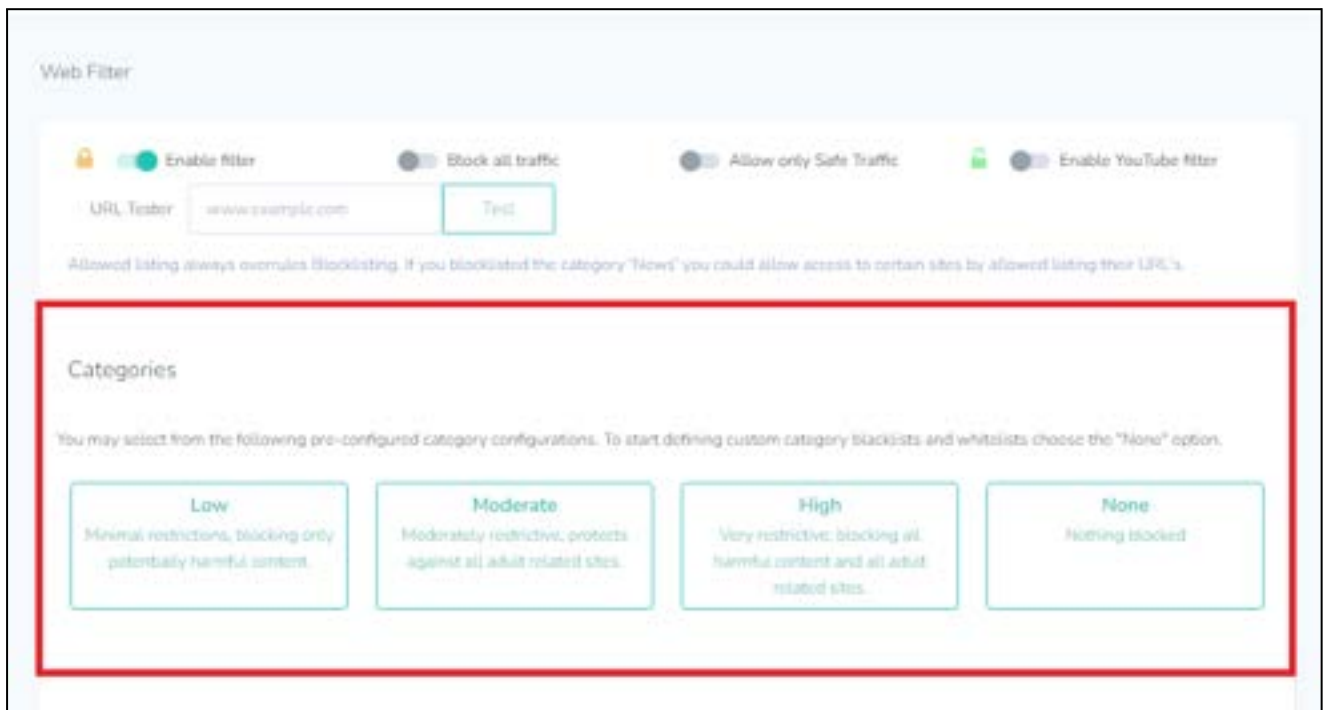 Web Filter
Enable filter Block all traffic Allow only Safe Traffic Enable YouTube filter
URL Tester www.example.com Test
Allowed listing always overrules Blocklisting. If you blocklisted the category "News" you could allow access to certain sites by allowed listing their URL's.
Categories
You may select from the following pre-configured category configurations. To start defining custom category blacklists and whitelists choose the "None" option.
Low
Minimal restrictions, blocking only
potentially harmful content.
Moderate
Moderately restrictive, protects
against all adult related sites.
High
Very restrictive; blocking all
harmful content and all adult
related sites.
None
Nothing blocked